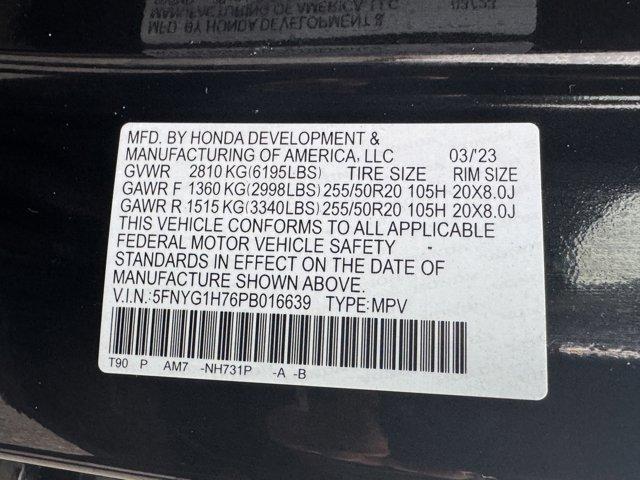 MFD. BY HONDA DEVELOPMENT &
MANUFACTURING OF AMERICA, LLC 03/'23
GVWR 2810 KG(6195LBS) TIRE SIZE RIM SIZE
GAWR F 1360 KG(2998LBS) 255/50R20 105H 20X8.0J
GAWR R 1515 KG(3340LBS) 255/50R20 105H 20X8.0J
THIS VEHICLE CONFORMS TO ALL APPLICABLE
FEDERAL MOTOR VEHICLE SAFETY
STANDARDS IN EFFECT ON THE DATE OF
MANUFACTURE SHOWN ABOVE.
V.I.N.:5FNYG1H76PB016639 TYPE:MPV
T90 P AM7 -NH731P -A -B